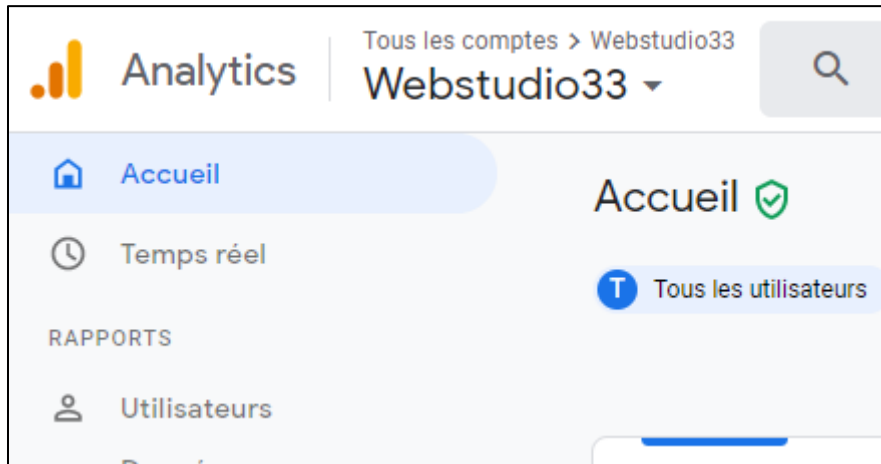 Analytics
Tous les comptes > Webstudio33
Webstudio33
Accueil
Temps réel
RAPPORTS
Utilisateurs
Accueil
T Tous les utilisateurs